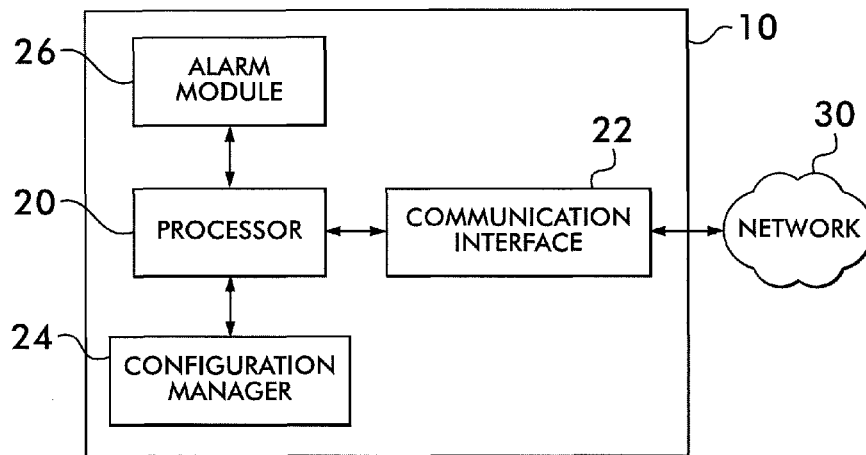 26
ALARM
MODULE
10
30
22
20
PROCESSOR
COMMUNICATION
INTERFACE
NETWORK
24
CONFIGURATION
MANAGER